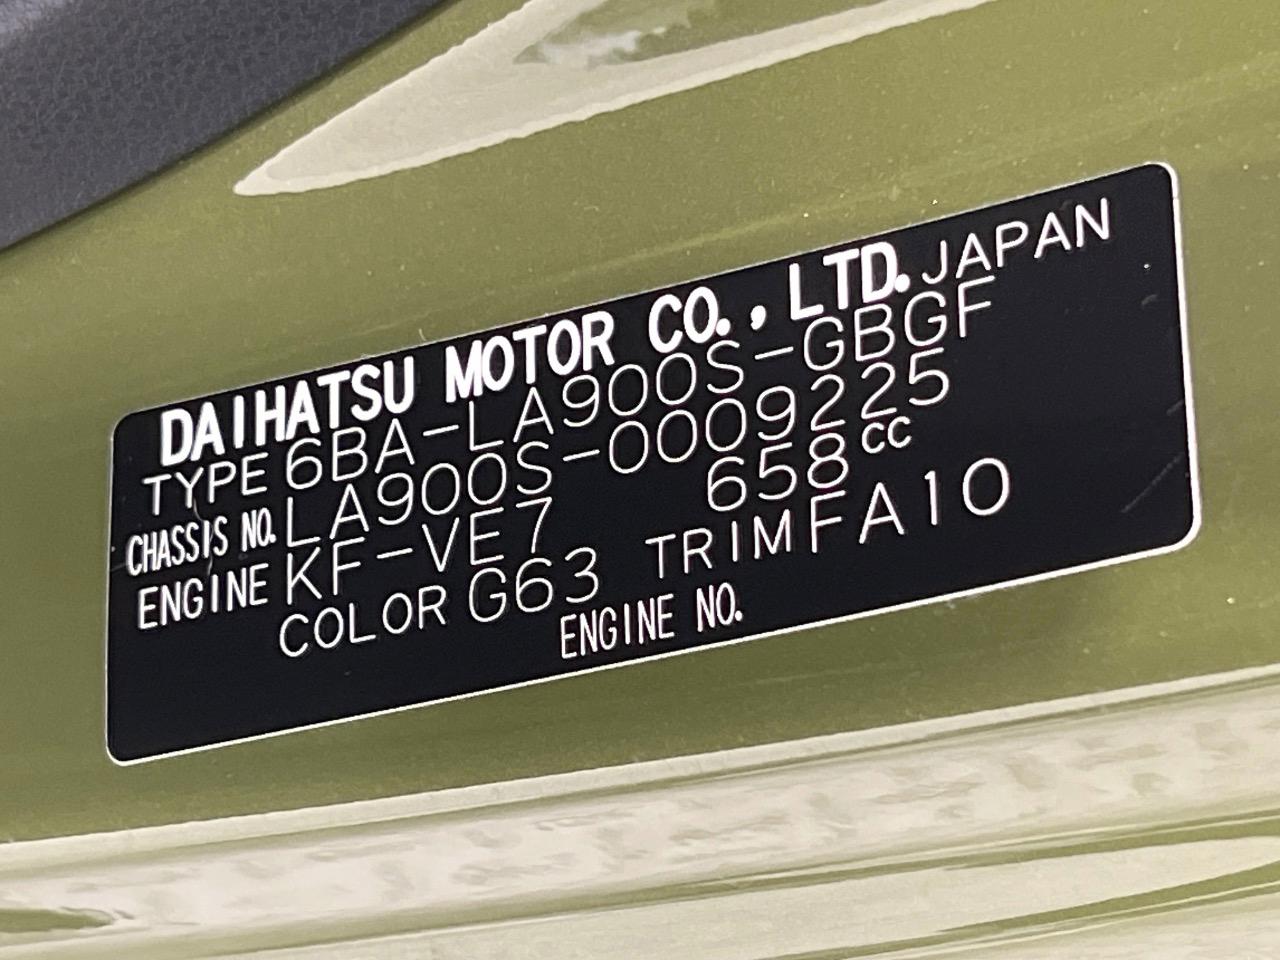 DAIHATSU MOTOR CO., LTD. JAPAN
TYPE 6BA-LA900S-GBGF
CHASSIS NO. LA900S-0009225
ENGINE KF-VE7 658cc
COLOR G63 TRIM FA10
ENGINE NO.